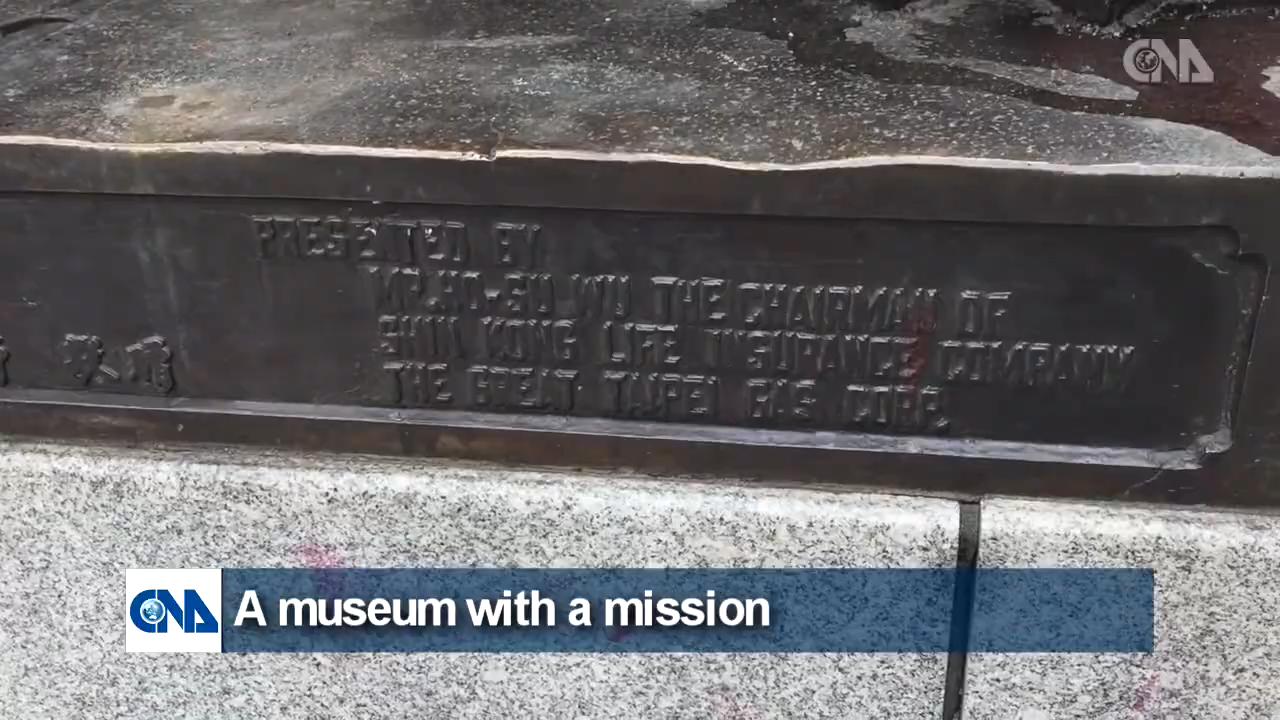 CNA
PRESENTED BY
MR.HO-SU WU THE CHAIRMAN OF
SHIN KONG LIFE INSURANCE COMPANY
THE GREAT TAIPEI GAS CORP.
CNA A museum with a mission